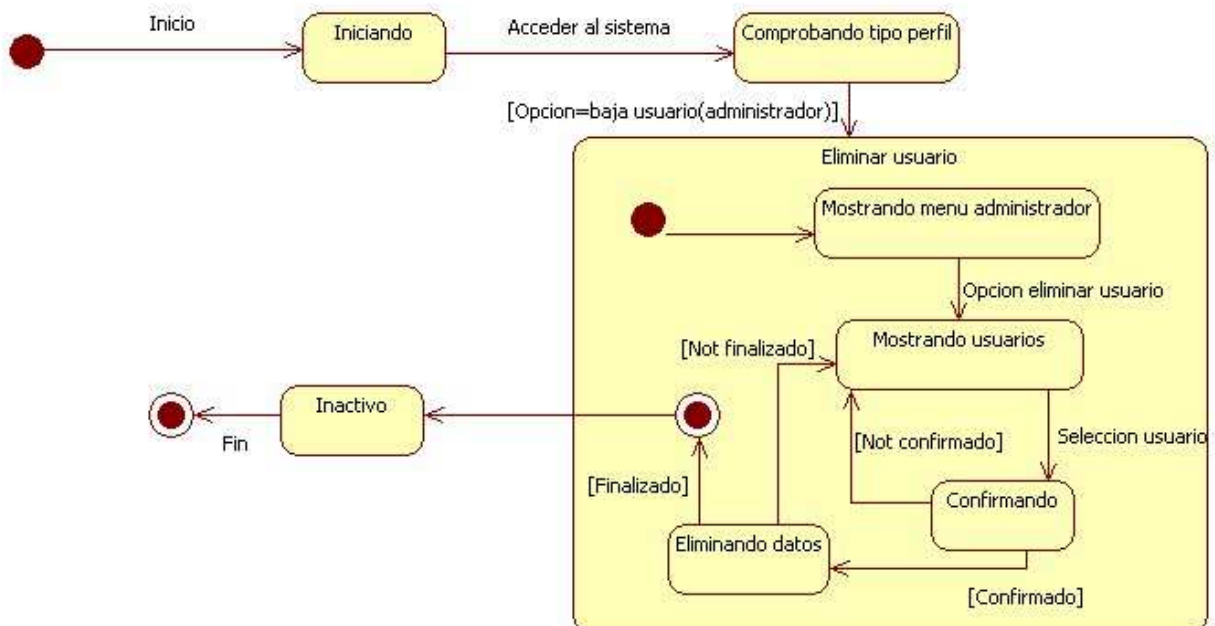 Inicio
Iniciando
Acceder al sistema
Comprobando tipo perfil
[Opcion=baja usuario(administrador)]
Eliminar usuario
Mostrando menu administrador
Opcion eliminar usuario
Mostrando usuarios
[Not finalizado]
Inactivo
Fin
[Not confirmado]
Seleccion usuario
[Finalizado]
Confirmando
Eliminando datos
[Confirmado]